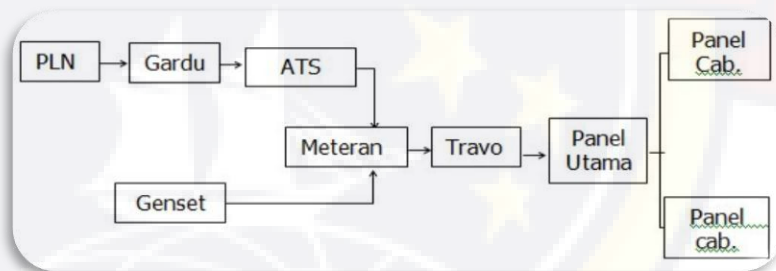 PLN
Gardu
ATS
Panel
Cab.
Meteran
Travo
Panel
Utama
Genset
Panel
cab.